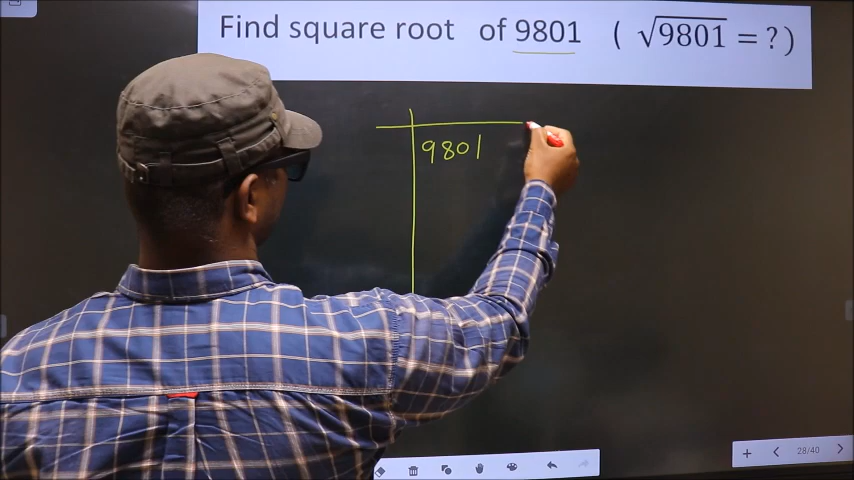 Find square root of 9801 ( √9801 = ? )
9801
28/40